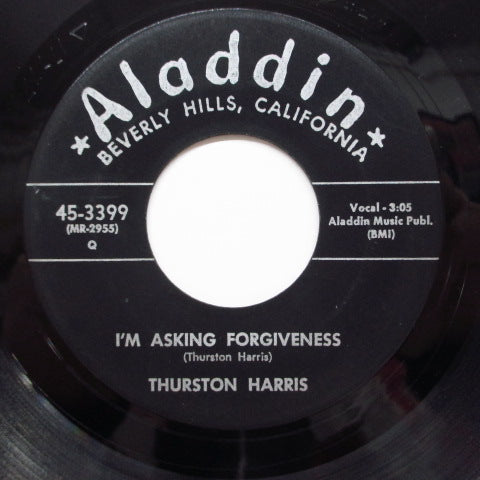 ★Aladdin★
BEVERLY HILLS, CALIFORNIA
45-3399
(MR-2955)
Q
Vocal - 3:05
Aladdin Music Publ.
(BMI)
I'M ASKING FORGIVENESS
(Thurston Harris)
THURSTON HARRIS